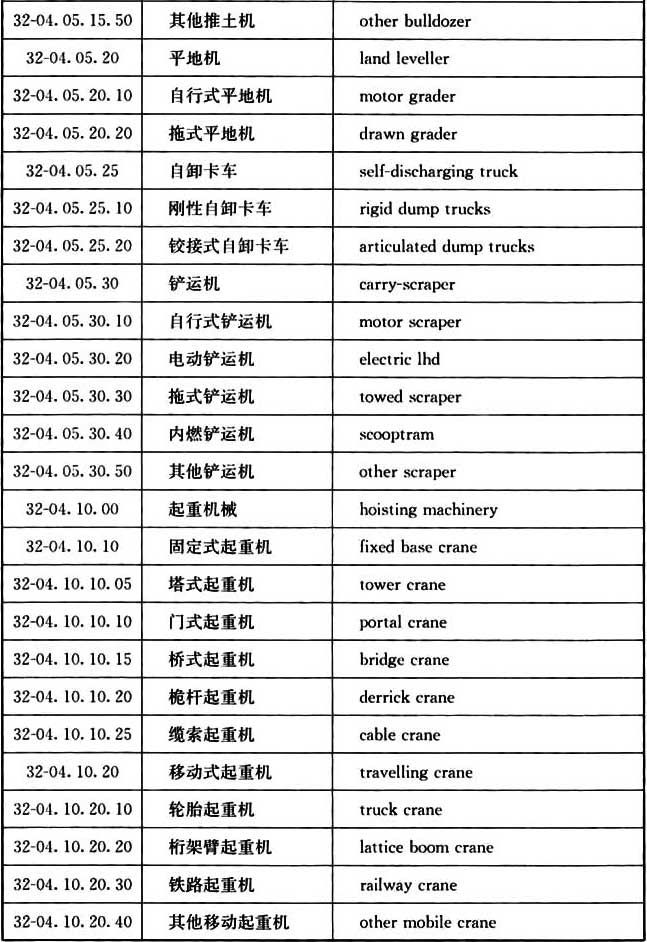 32-04.05.15.50 其他推土机 other bulldozer
32-04.05.20 平地机 land leveller
32-04.05.20.10 自行式平地机 motor grader
32-04.05.20.20 拖式平地机 drawn grader
32-04.05.25 自卸卡车 self-discharging truck
32-04.05.25.10 刚性自卸卡车 rigid dump trucks
32-04.05.25.20 铰接式自卸卡车 articulated dump trucks
32-04.05.30 铲运机 carry-scraper
32-04.05.30.10 自行式铲运机 motor scraper
32-04.05.30.20 电动铲运机 electric lhd
32-04.05.30.30 拖式铲运机 towed scraper
32-04.05.30.40 内燃铲运机 scooptram
32-04.05.30.50 其他铲运机 other scraper
32-04.10.00 起重机械 hoisting machinery
32-04.10.10 固定式起重机 fixed base crane
32-04.10.10.05 塔式起重机 tower crane
32-04.10.10.10 门式起重机 portal crane
32-04.10.10.15 桥式起重机 bridge crane
32-04.10.10.20 桅杆起重机 derrick crane
32-04.10.10.25 缆索起重机 cable crane
32-04.10.20 移动式起重机 travelling crane
32-04.10.20.10 轮胎起重机 truck crane
32-04.10.20.20 桁架臂起重机 lattice boom crane
32-04.10.20.30 铁路起重机 railway crane
32-04.10.20.40 其他移动起重机 other mobile crane